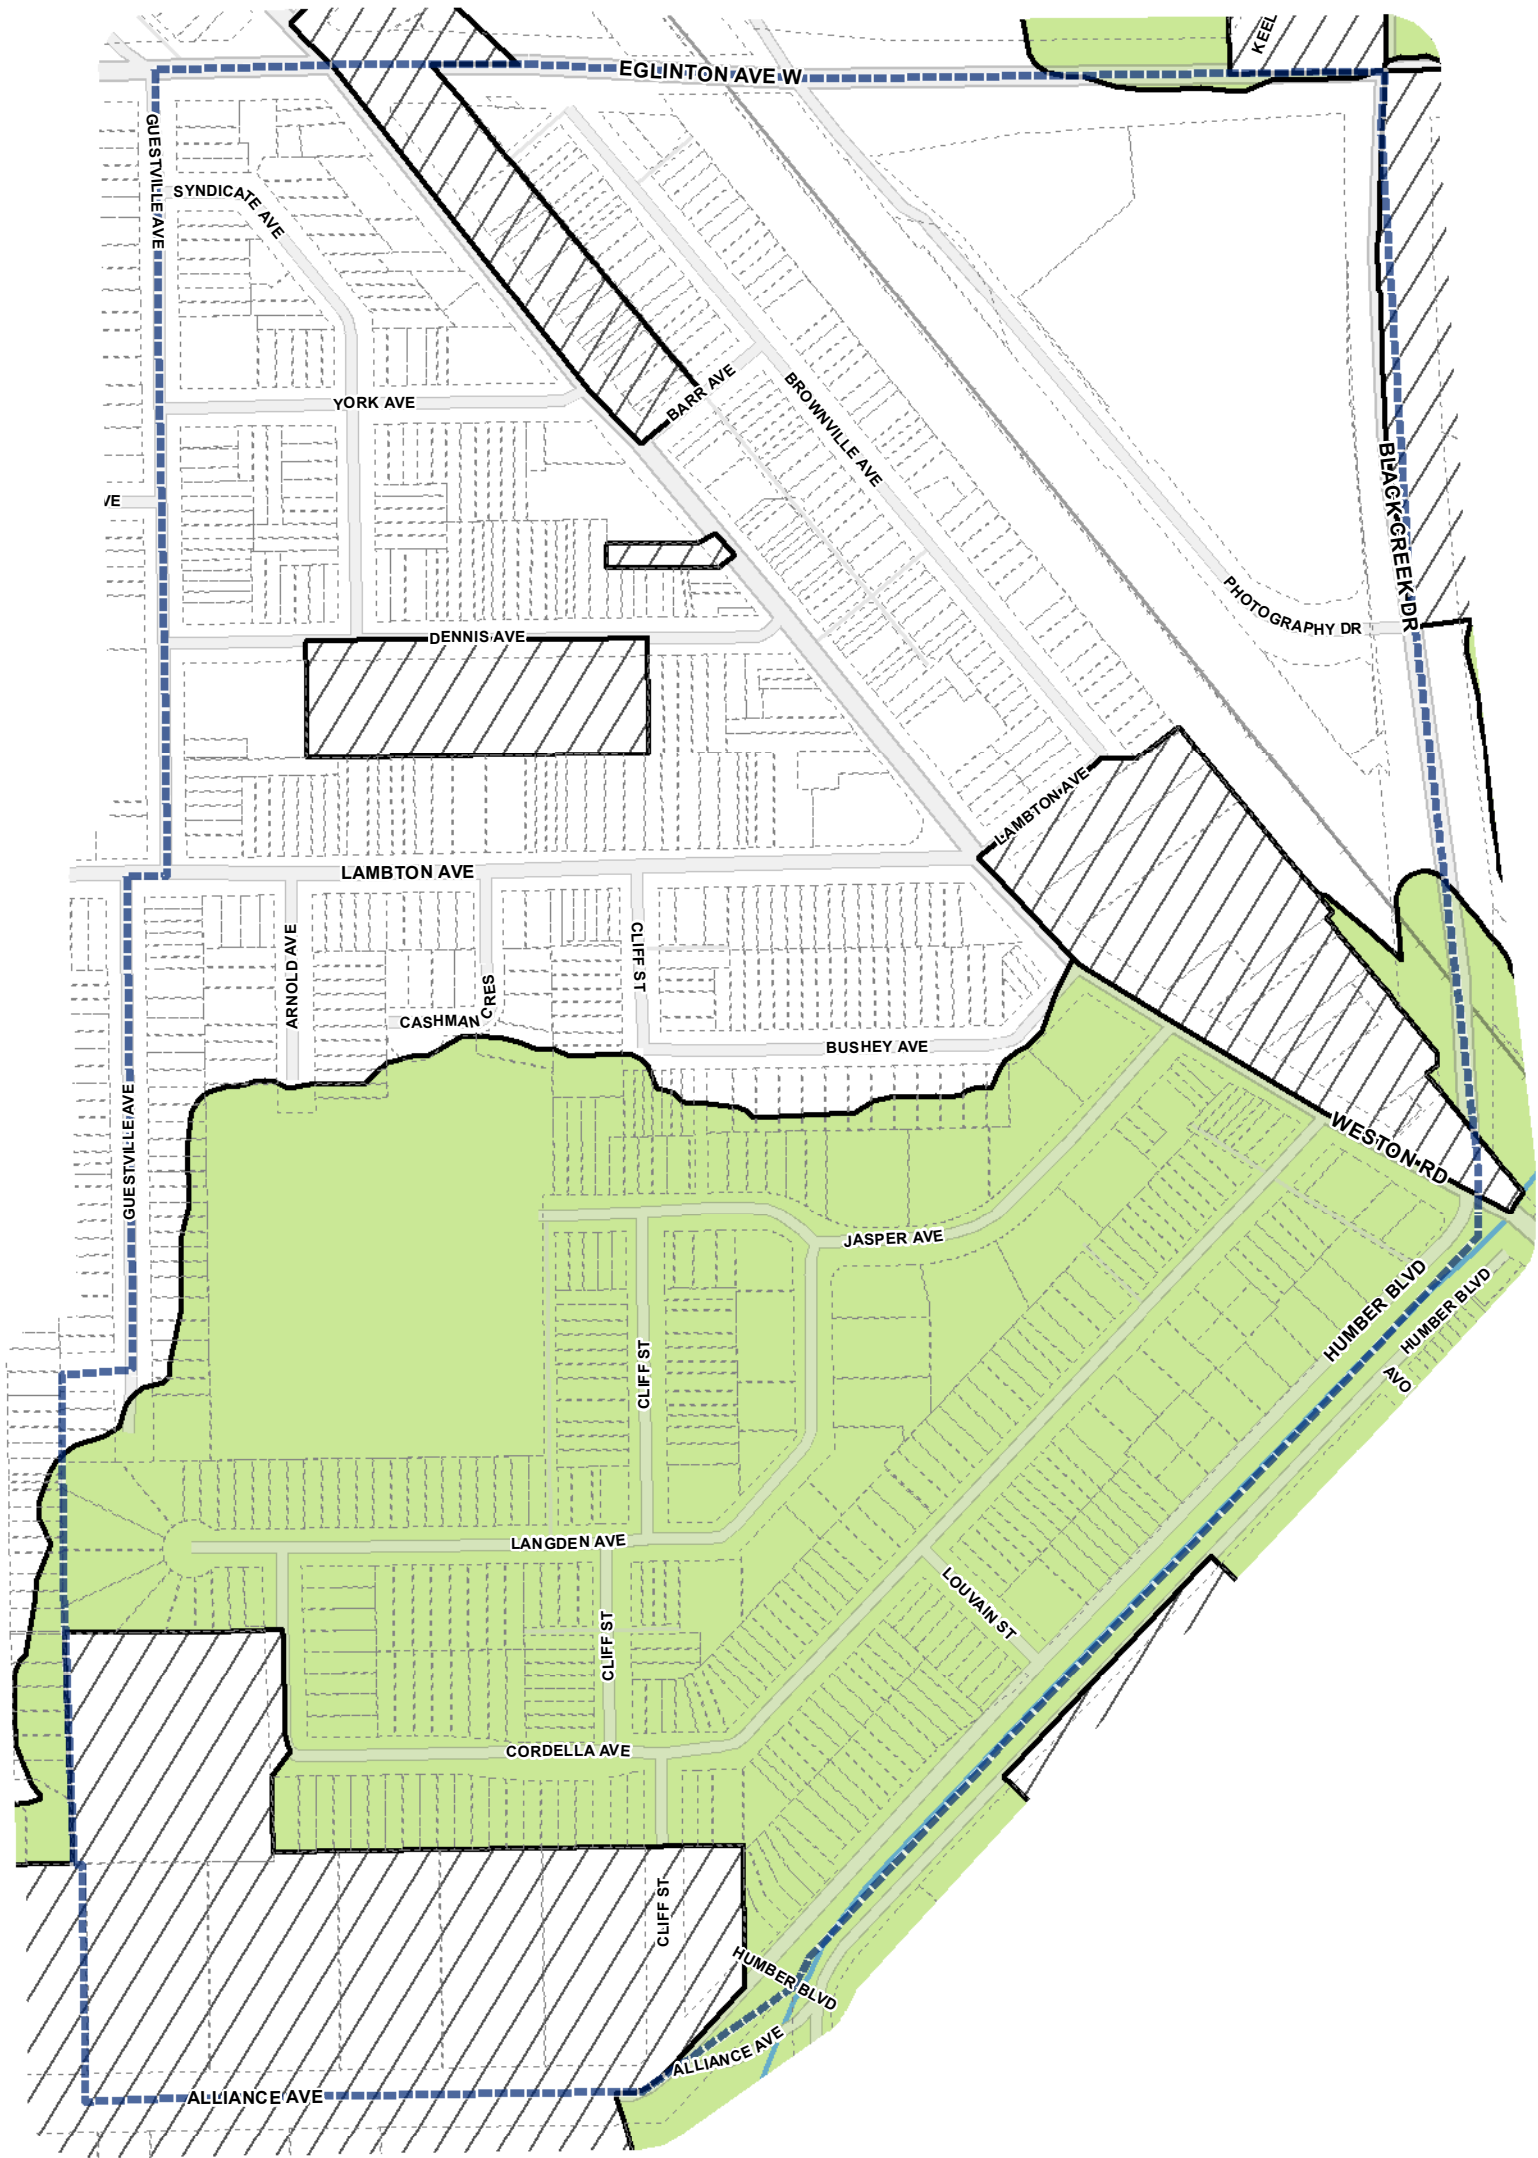 KEEL
EGLINTON AVE W
GUESTVILLE AVE
SYNDICATE AVE
BARR AVE
YORK AVE
BROWNVILLE AVE
VE
BLACK CREEK DR
PHOTOGRAPHY DR
DENNIS AVE
LAMBTON AVE
LAMBTON AVE
ARNOLD AVE
CLIFF ST
CASHMAN CRES
BUSHEY AVE
GUESTVILLE AVE
WESTON RD
JASPER AVE
HUMBER BLVD
HUMBER BLVD
CLIFF ST
AVO
LANGDEN AVE
LOUVAIN ST
CLIFF ST
CORDELLA AVE
CLIFF ST
HUMBER BLVD
ALLIANCE AVE
ALLIANCE AVE